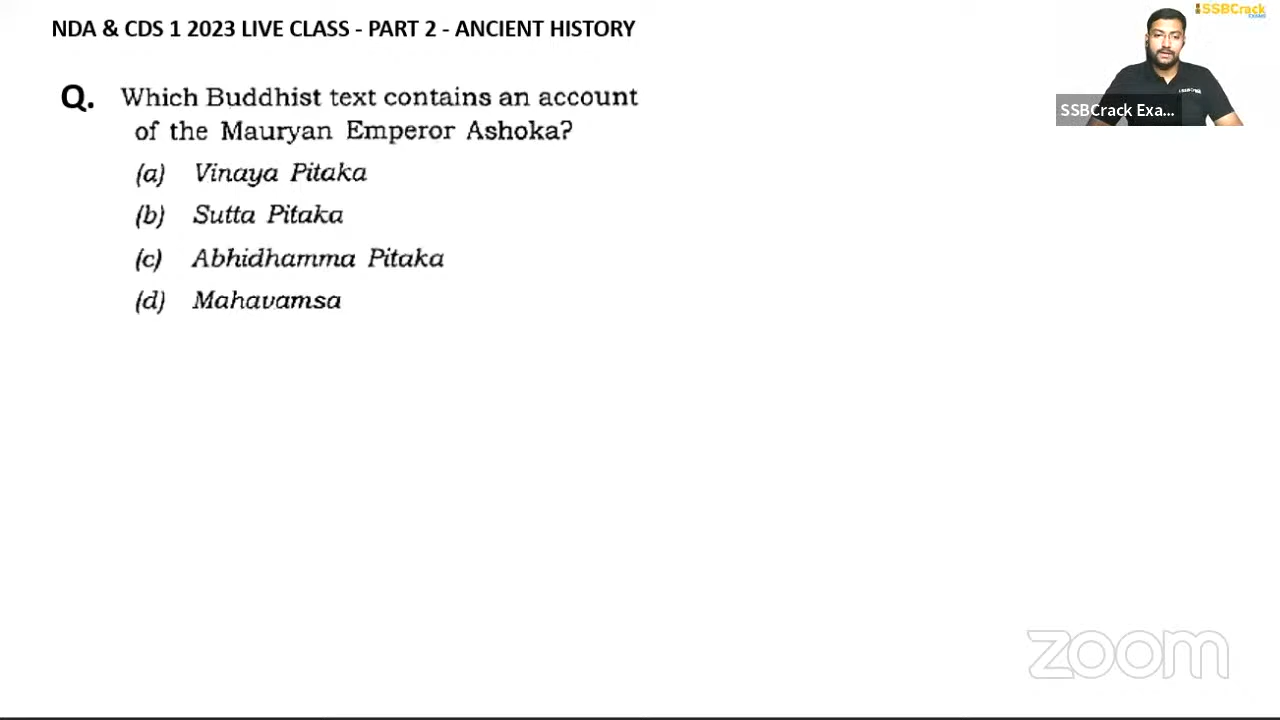 NDA & CDS 1 2023 LIVE CLASS - PART 2 - ANCIENT HISTORY
SSBCrack
EXAMS
SSBCrack Exa...
Q. Which Buddhist text contains an account
of the Mauryan Emperor Ashoka?
(a) Vinaya Pitaka
(b) Sutta Pitaka
(c) Abhidhamma Pitaka
(d) Mahavamsa
zoom